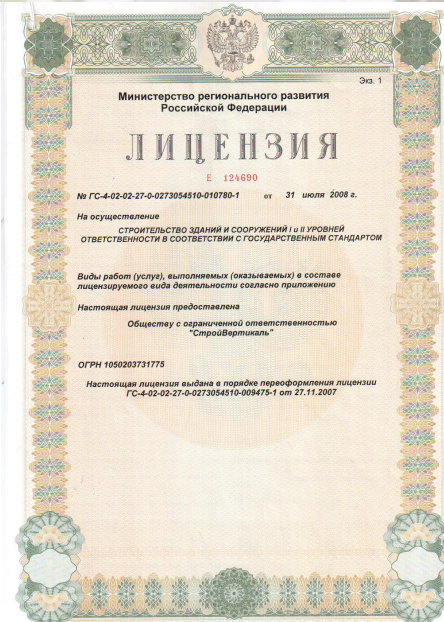 Экз. 1
Министерство регионального развития
Российской Федерации
ЛИЦЕНЗИЯ
Е 124690
№ ГС-4-02-02-27-0-0273054510-010780-1 от 31 июля 2008 г.
На осуществление
СТРОИТЕЛЬСТВО ЗДАНИЙ И СООРУЖЕНИЙ I и II УРОВНЕЙ
ОТВЕТСТВЕННОСТИ В СООТВЕТСТВИИ С ГОСУДАРСТВЕННЫМ СТАНДАРТОМ
Виды работ (услуг), выполняемых (оказываемых) в составе
лицензируемого вида деятельности согласно приложению
Настоящая лицензия предоставлена
Обществу с ограниченной ответственностью
"СтройВертикаль"
ОГРН 1050203731775
Настоящая лицензия выдана в порядке переоформления лицензии
ГС-4-02-02-27-0-0273054510-009475-1 от 27.11.2007